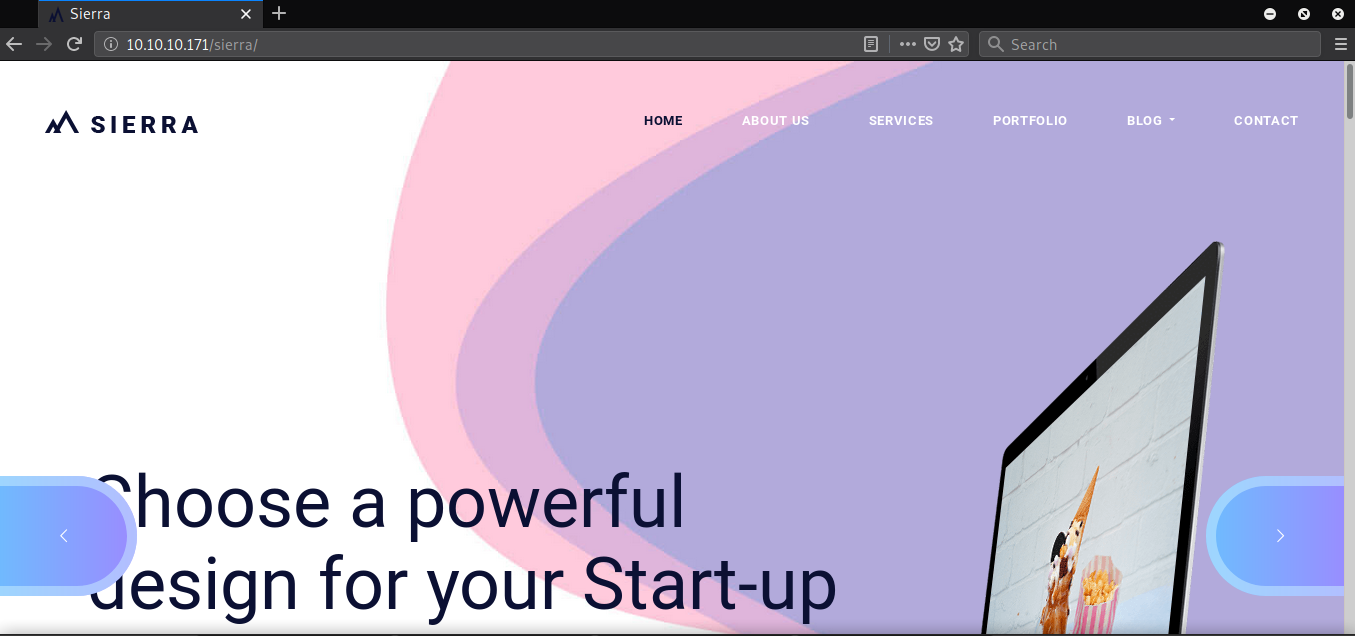 Sierra
10.10.10.171/sierra/
Search
SIERRA
HOME ABOUT US SERVICES PORTFOLIO BLOG CONTACT
Choose a powerful
design for your Start-up